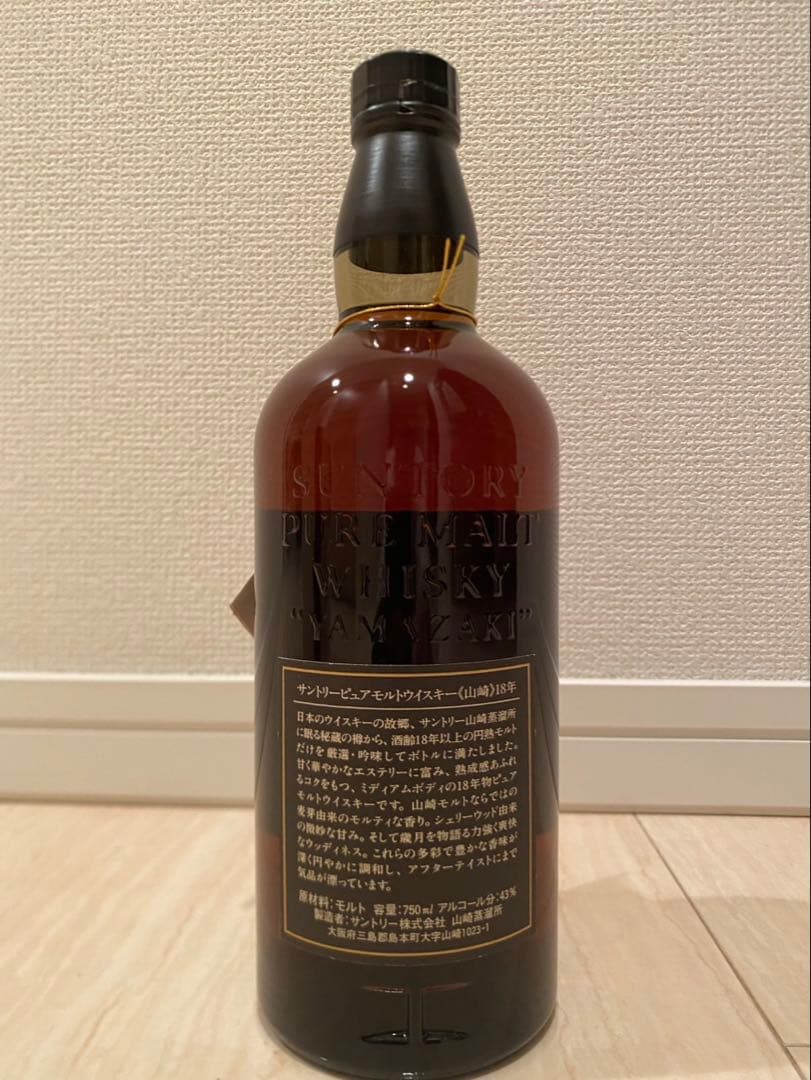 SUNTORY
PURE MALT
WHISKY
“YAMAZAKI”
サントリーピュアモルトウイスキー《山崎》18年
日本のウイスキーの故郷、サントリー山崎蒸溜所
に眠る秘蔵の樽から、酒齢18年以上の円熟モルト
だけを厳選・吟味してボトルに満たしました。
甘く華やかなエステリーに富み、熟成感あふれ
るコクをもつ、ミディアムボディの18年物ピュア
モルトウイスキーです。山崎モルトならではの
麦芽由来のモルティな香り。シェリーウッド由来
の微妙な甘み。そして歳月を物語る力強く爽快
なウッディネス。これらの多彩で豊かな香味が
深く円やかに調和し、アフターテイストにまで
気品が漂っています。
原材料:モルト 容量:750㎖ アルコール分:43%
製造者:サントリー株式会社 山崎蒸溜所
大阪府三島郡島本町大字山崎1023-1